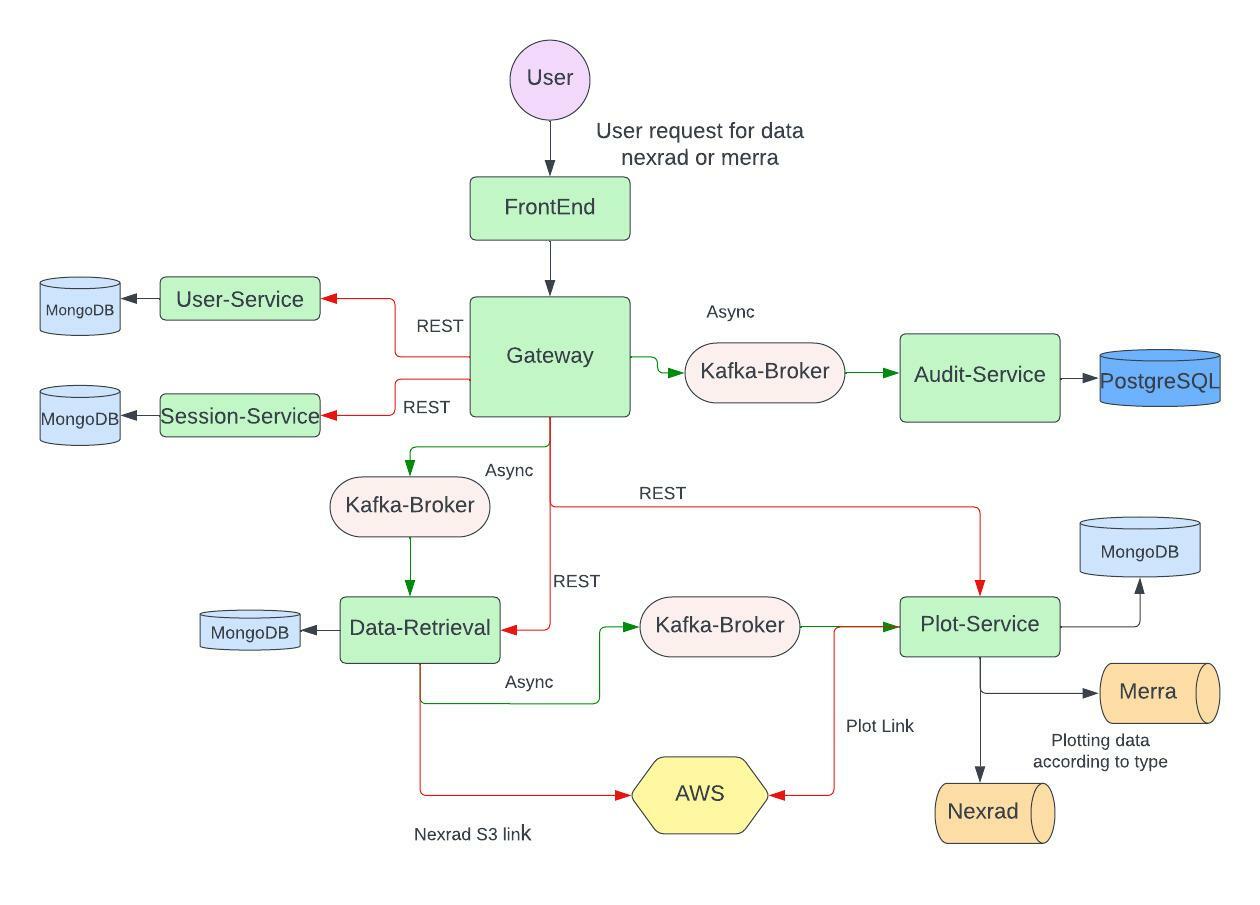 User
User request for data
nexrad or merra
FrontEnd
MongoDB
User-Service
REST
Gateway
Async
Kafka-Broker
Audit-Service
PostgreSQL
MongoDB
Session-Service
REST
Async
Kafka-Broker
REST
MongoDB
REST
MongoDB
Data-Retrieval
Kafka-Broker
Plot-Service
Async
Merra
Plot Link
Plotting data
according to type
AWS
Nexrad
Nexrad S3 link